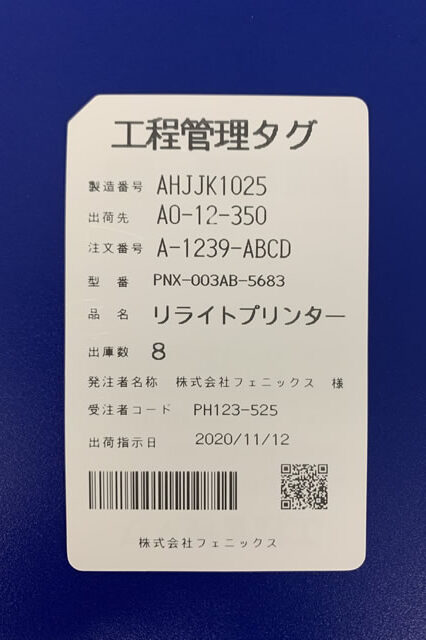 工程管理タグ
製造番号 AHJJK1025
出荷先 AO-12-350
注文番号 A-1239-ABCD
型番 PNX-003AB-5683
品名 リライトプリンター
出庫数 8
発注者名称 株式会社フェニックス 様
受注者コード PH123-525
出荷指示日 2020/11/12
株式会社フェニックス